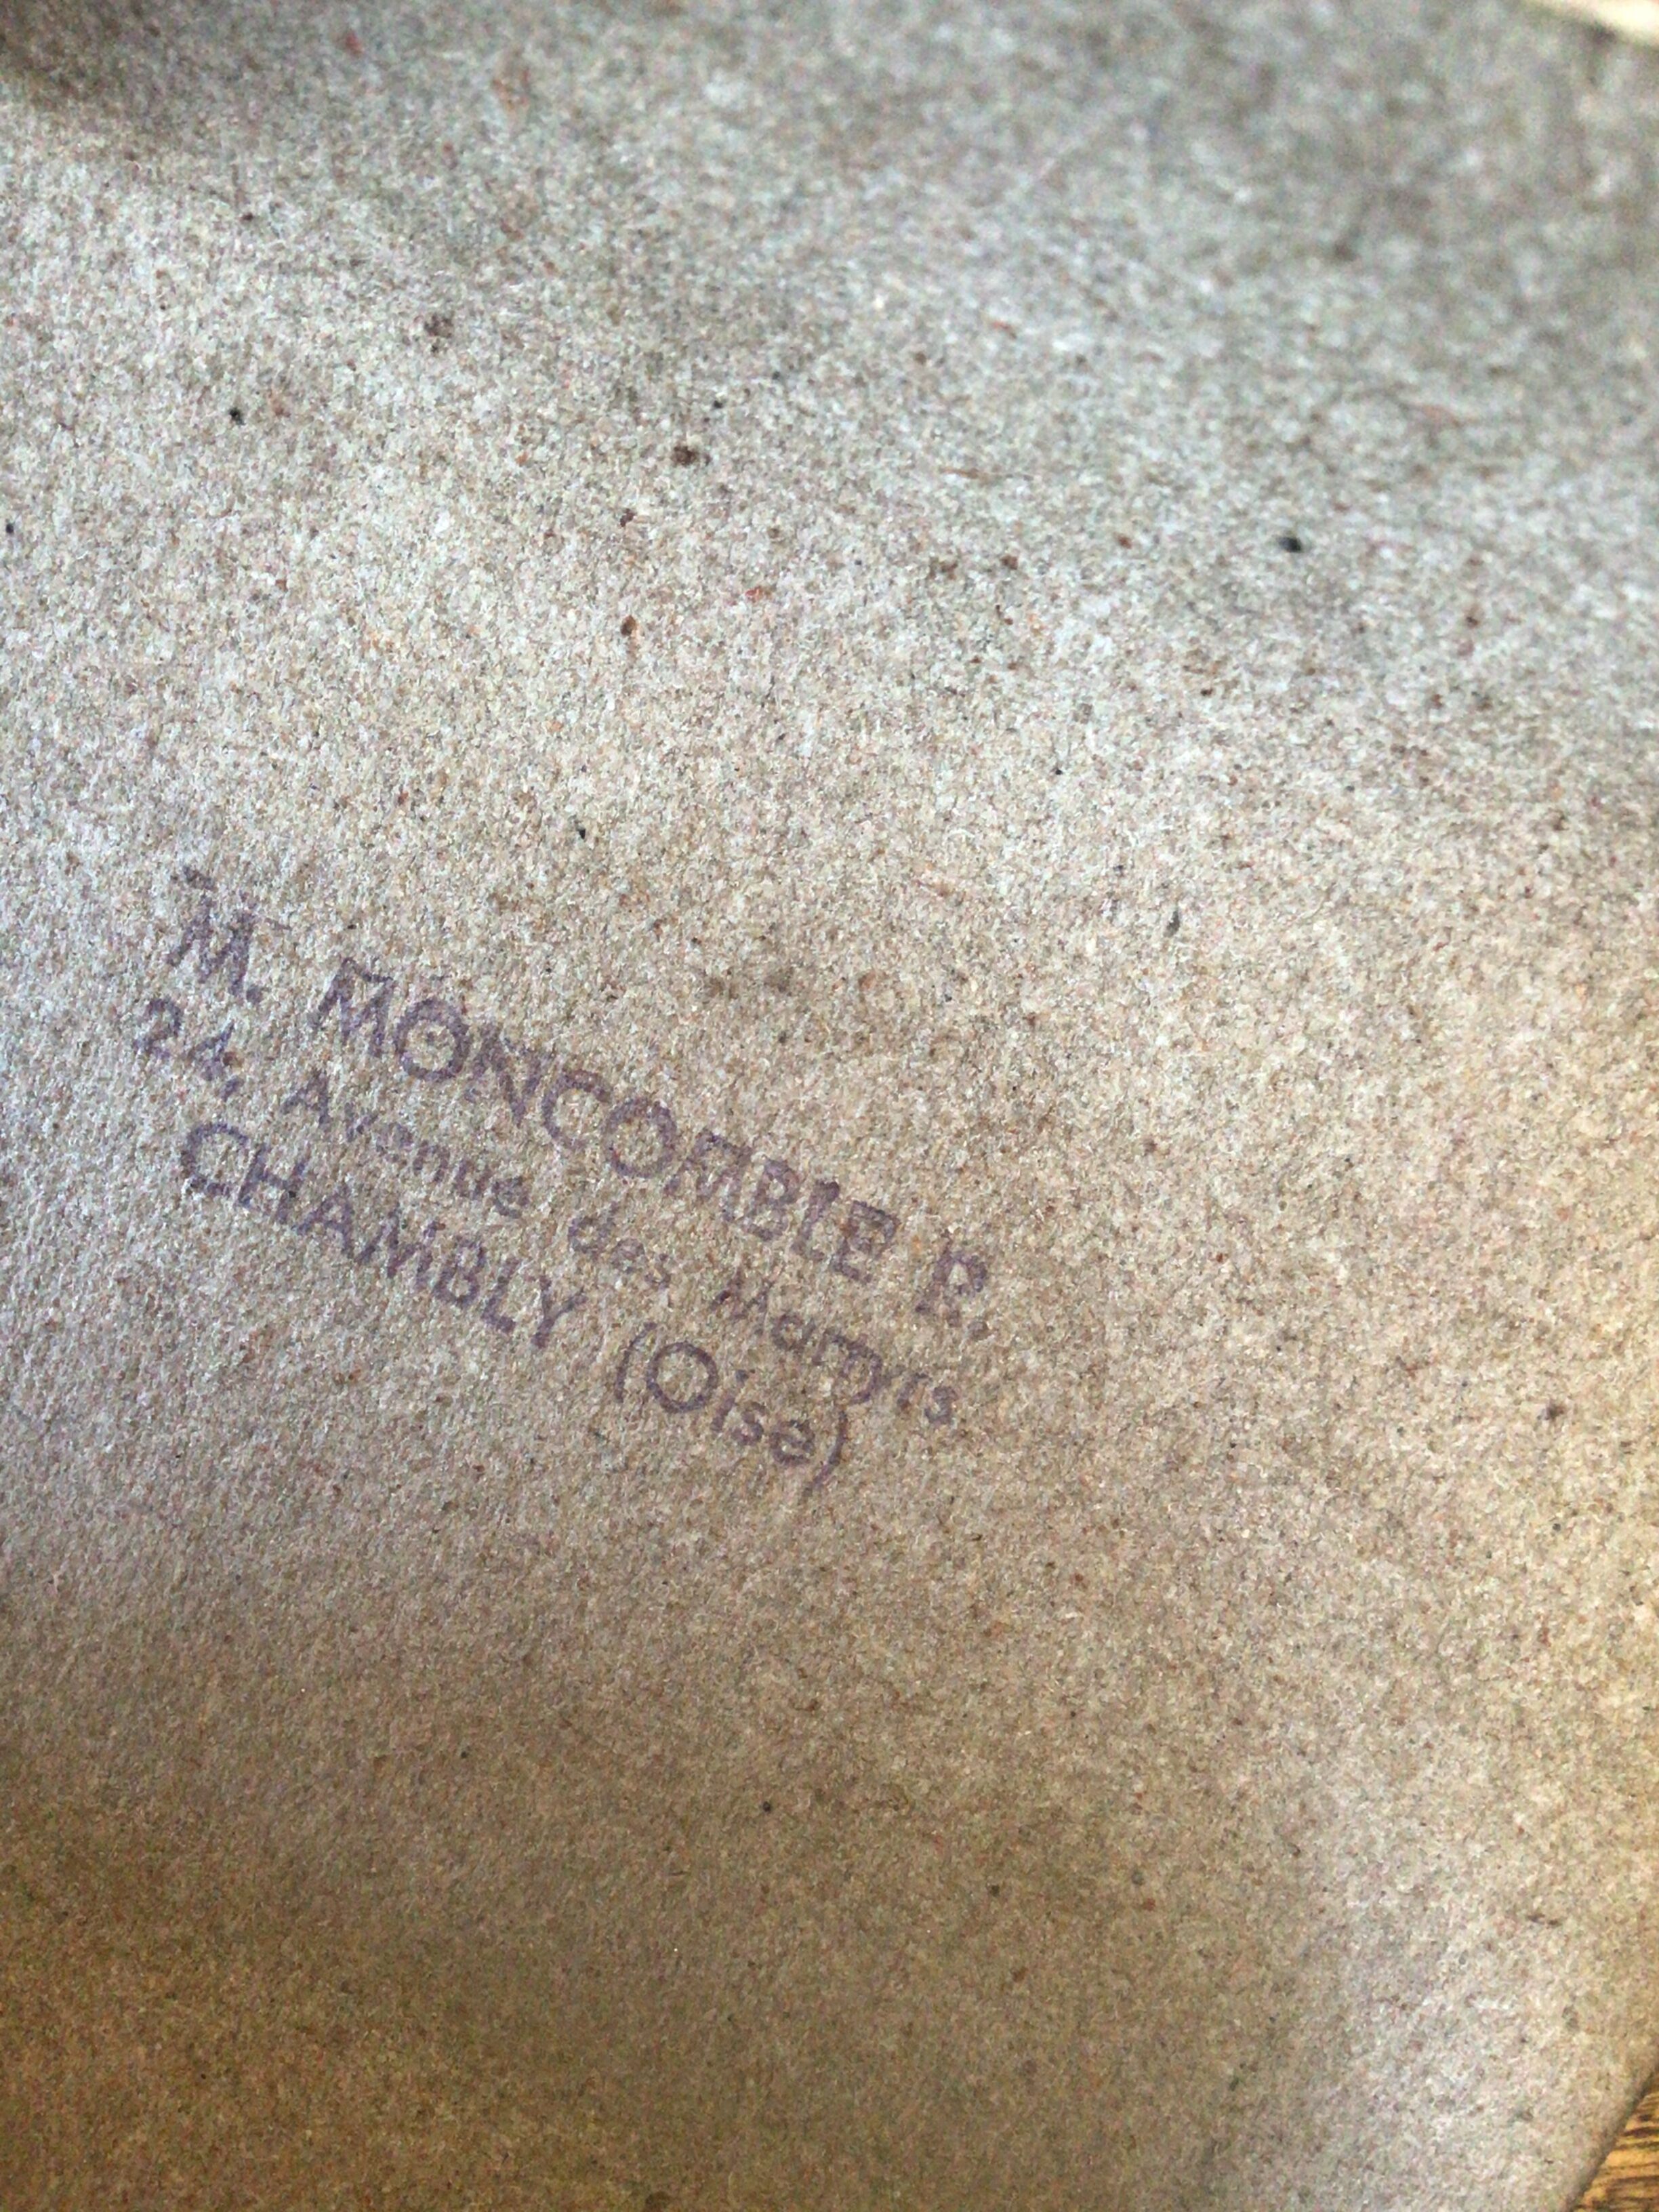 M. MONCOMBLE R.
24, Avenue des Martyrs
CHAMBLY (Oise)